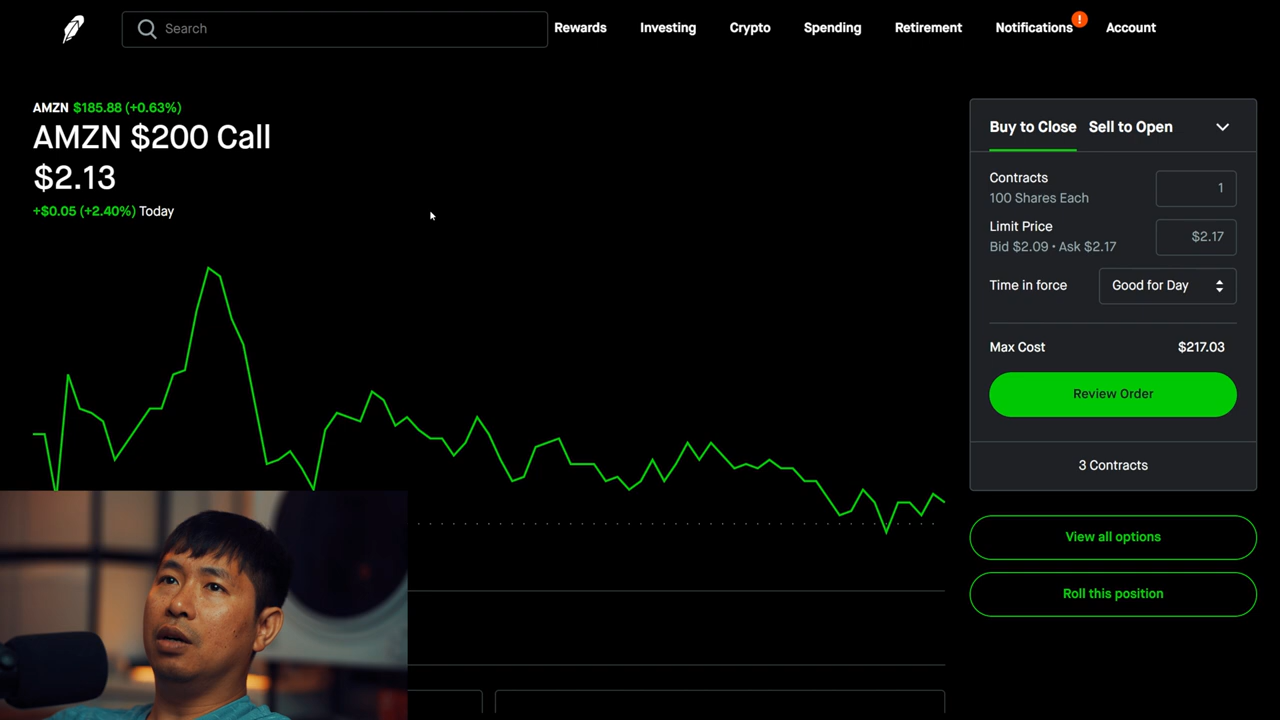 Search
Rewards
Investing
Crypto
Spending
Retirement
Notifications
!
Account
AMZN $185.88 (+0.63%)
AMZN $200 Call
$2.13
+$0.05 (+2.40%) Today
Buy to Close
Sell to Open
Contracts
1
100 Shares Each
Limit Price
$2.17
Bid $2.09 • Ask $2.17
Time in force
Good for Day
Max Cost
$217.03
Review Order
3 Contracts
View all options
Roll this position